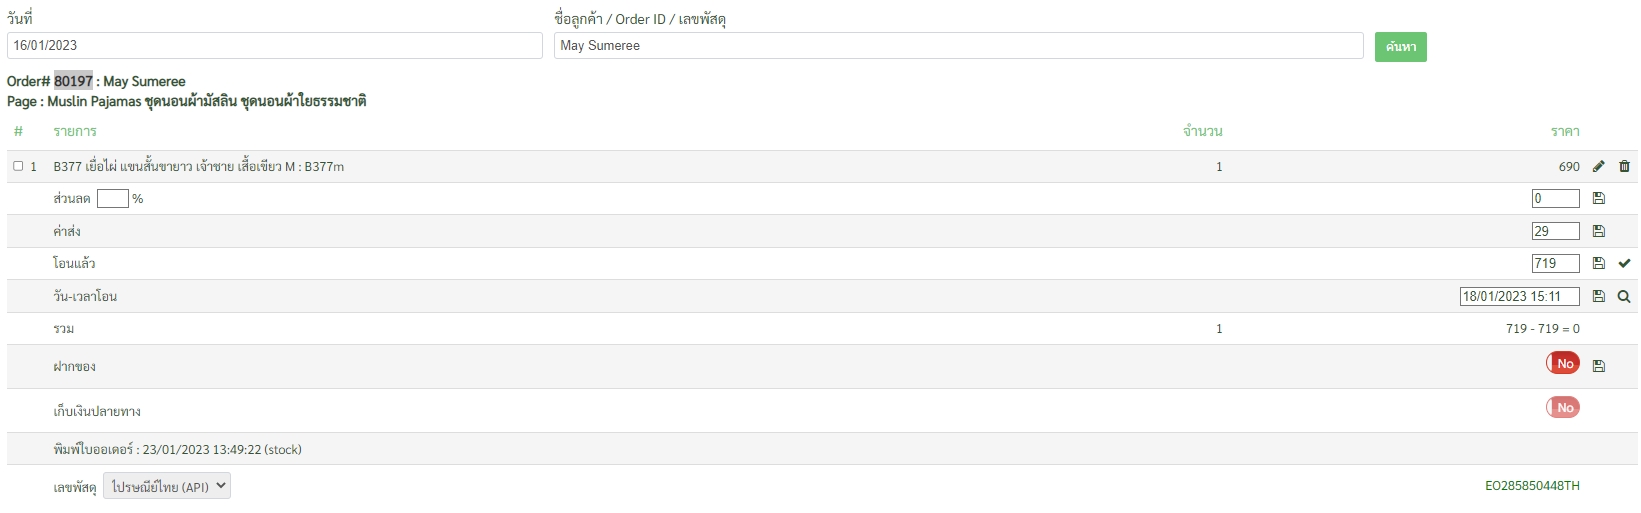 วันที่
ชื่อลูกค้า / Order ID / เลขพัสดุ
16/01/2023
May Sumeree
ค้นหา
Order# 80197 : May Sumeree
Page : Muslin Pajamas ชุดนอนผ้ามัสลิน ชุดนอนผ้าใยธรรมชาติ
# รายการ จำนวน ราคา
1 B377 เยื่อไผ่ แขนสั้นขายาว เจ้าชาย เสื้อเขียว M : B377m 1 690
ส่วนลด % 0
ค่าส่ง 29
โอนแล้ว 719
วัน-เวลาโอน 18/01/2023 15:11
รวม 1 719 - 719 = 0
ฝากของ No
เก็บเงินปลายทาง No
พิมพ์ใบออเดอร์ : 23/01/2023 13:49:22 (stock)
เลขพัสดุ ไปรษณีย์ไทย (API) EO285850448TH